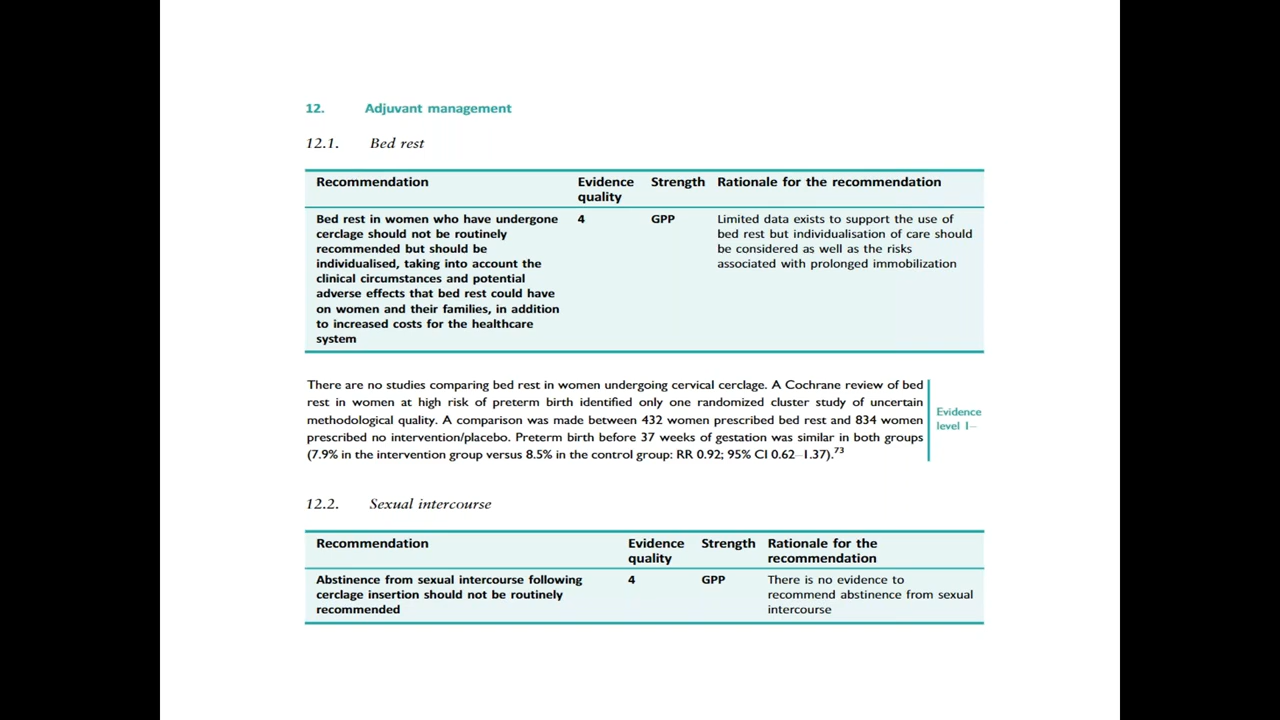 12. Adjuvant management
12.1. Bed rest
Recommendation Evidence quality Strength Rationale for the recommendation
Bed rest in women who have undergone
cerclage should not be routinely
recommended but should be
individualised, taking into account the
clinical circumstances and potential
adverse effects that bed rest could have
on women and their families, in addition
to increased costs for the healthcare
system
4
GPP
Limited data exists to support the use of
bed rest but individualisation of care should
be considered as well as the risks
associated with prolonged immobilization
There are no studies comparing bed rest in women undergoing cervical cerclage. A Cochrane review of bed
rest in women at high risk of preterm birth identified only one randomized cluster study of uncertain
methodological quality. A comparison was made between 432 women prescribed bed rest and 834 women
prescribed no intervention/placebo. Preterm birth before 37 weeks of gestation was similar in both groups
(7.9% in the intervention group versus 8.5% in the control group: RR 0.92; 95% CI 0.62–1.37).73
Evidence
level 1–
12.2. Sexual intercourse
Recommendation Evidence quality Strength Rationale for the recommendation
Abstinence from sexual intercourse following
cerclage insertion should not be routinely
recommended
4
GPP
There is no evidence to
recommend abstinence from sexual
intercourse